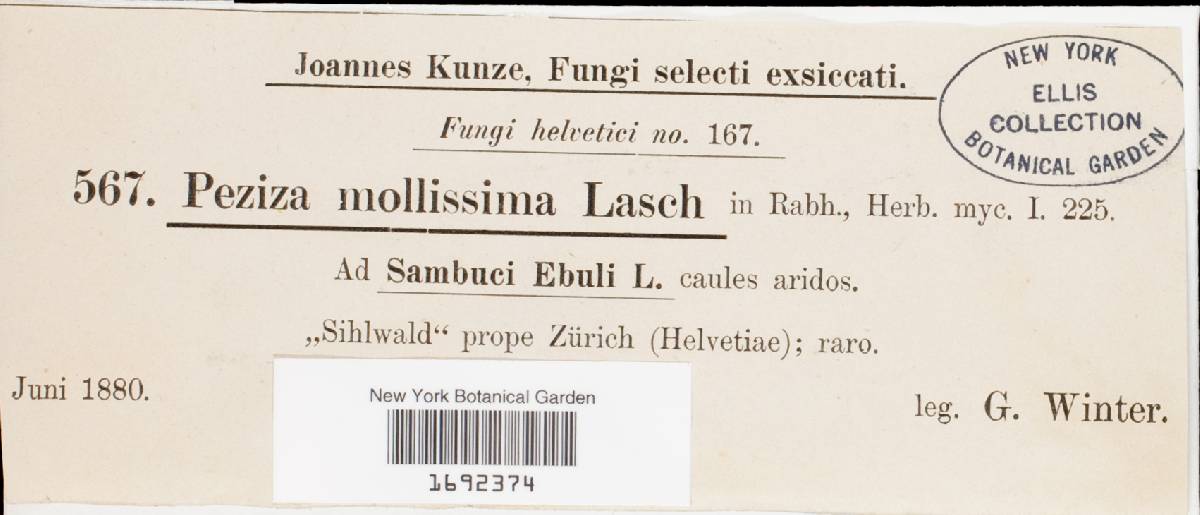 Joannes Kunze, Fungi selecti exsiccati.
NEW YORK
ELLIS
COLLECTION
BOTANICAL GARDEN
Fungi helvetici no. 167.
567. Peziza mollissima Lasch in Rabh., Herb. myc. I. 225.
Ad Sambuci Ebuli L. caules aridos.
„Sihlwald“ prope Zürich (Helvetiae); raro.
Juni 1880.
leg. G. Winter.
New York Botanical Garden
1692374